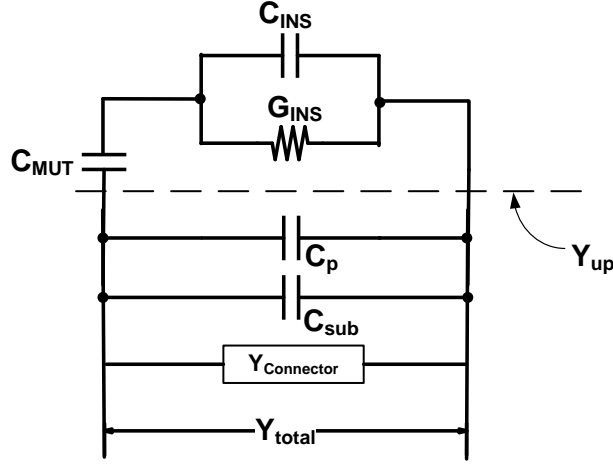 C_INS
G_INS
C_MUT
Y_up
C_p
C_sub
Y_Connector
Y_total